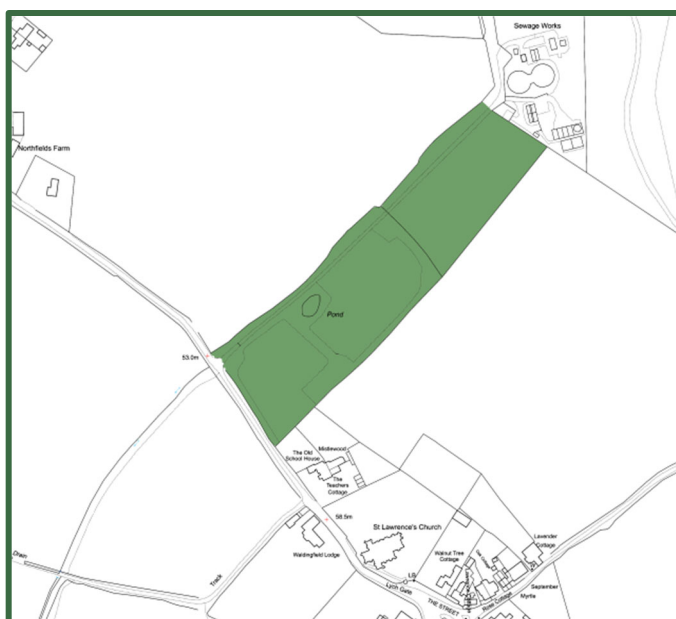 Sewage Works
Northfields Farm
Pond
53.0m
The Old
School House
Mistlewood
The
Teachers
Cottage
58.5m
Waldingfield Lodge
St Lawrence's Church
Lavender
Cottage
Walnut Tree
Cottage
LB
Lych Gate
THE STREET
Rose Cottage
September
Myrtle
Drain
Track